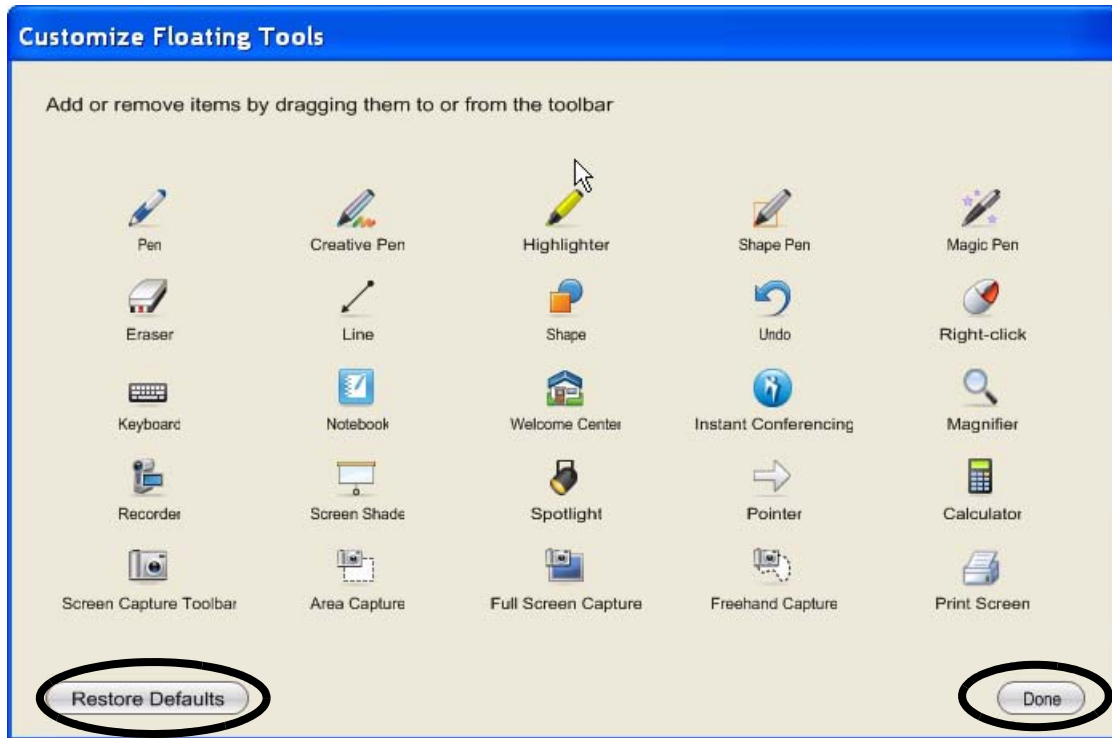 Customize Floating Tools
Add or remove items by dragging them to or from the toolbar
Pen Creative Pen Highlighter Shape Pen Magic Pen
Eraser Line Shape Undo Right-click
Keyboard Notebook Welcome Center Instant Conferencing Magnifier
Recorder Screen Shade Spotlight Pointer Calculator
Screen Capture Toolbar Area Capture Full Screen Capture Freehand Capture Print Screen
Restore Defaults Done